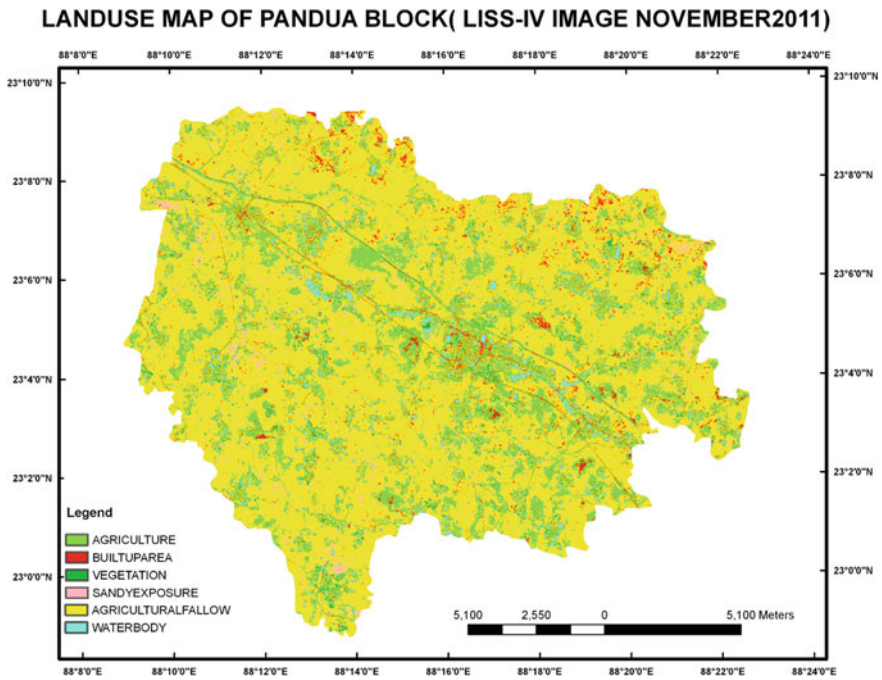 LANDUSE MAP OF PANDUA BLOCK( LISS-IV IMAGE NOVEMBER2011)
88°8'0"E 88°10'0"E 88°12'0"E 88°14'0"E 88°16'0"E 88°18'0"E 88°20'0"E 88°22'0"E 88°24'0"E
23°10'0"N 23°10'0"N
23°8'0"N 23°8'0"N
23°6'0"N 23°6'0"N
23°4'0"N 23°4'0"N
23°2'0"N 23°2'0"N
Legend
AGRICULTURE
BUILTUPAREA
VEGETATION
23°0'0"N 23°0'0"N
SANDYEXPOSURE
AGRICULTURALFALLOW
WATERBODY
5,100 2,550 0 5,100 Meters
88°8'0"E 88°10'0"E 88°12'0"E 88°14'0"E 88°16'0"E 88°18'0"E 88°20'0"E 88°22'0"E 88°24'0"E